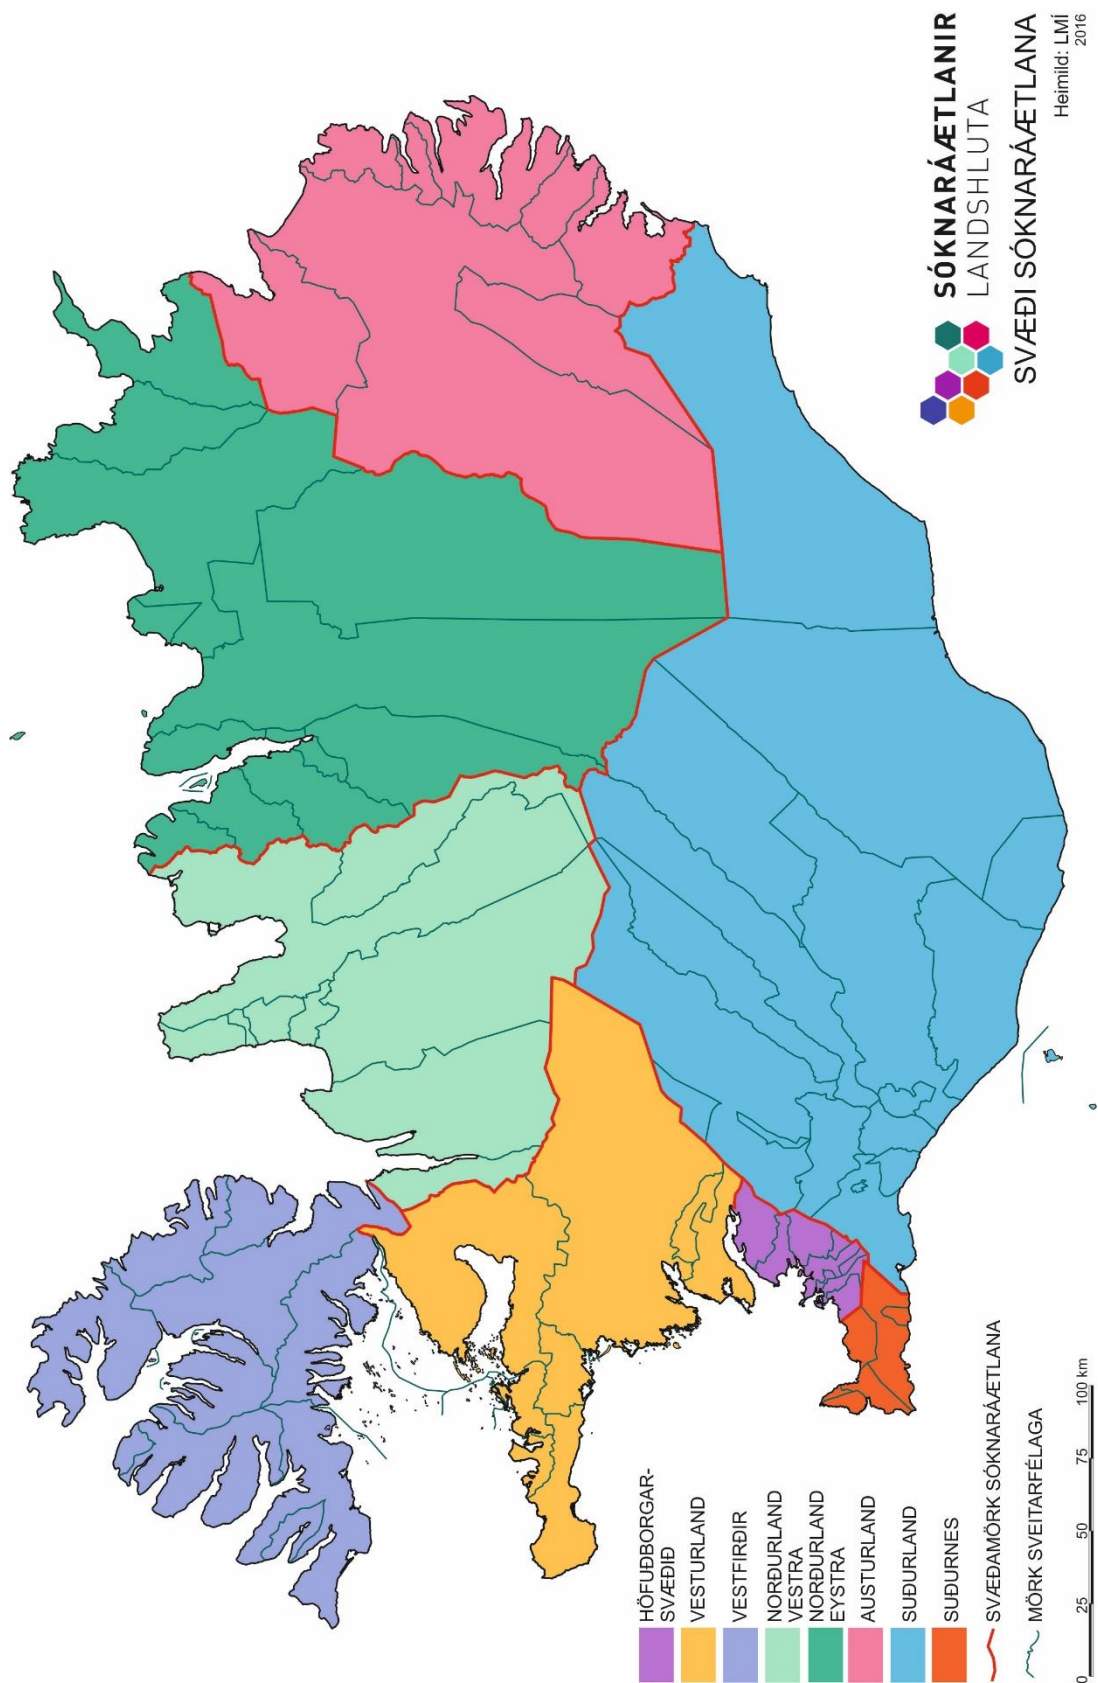 SÓKNARÁÆTLANIR
LANDSHLUTA
SVÆÐI SÓKNARÁÆTLANA
Heimild: LMÍ
2016
HÖFUÐBORGAR-
SVÆÐIÐ
VESTURLAND
VESTFIRÐIR
NORÐURLAND
VESTRA
NORÐURLAND
EYSTRA
AUSTURLAND
SUÐURLAND
SUÐURNES
SVÆÐAMÖRK SÓKNARÁÆTLANA
MÖRK SVEITARFÉLAGA
0 25 50 75 100 km